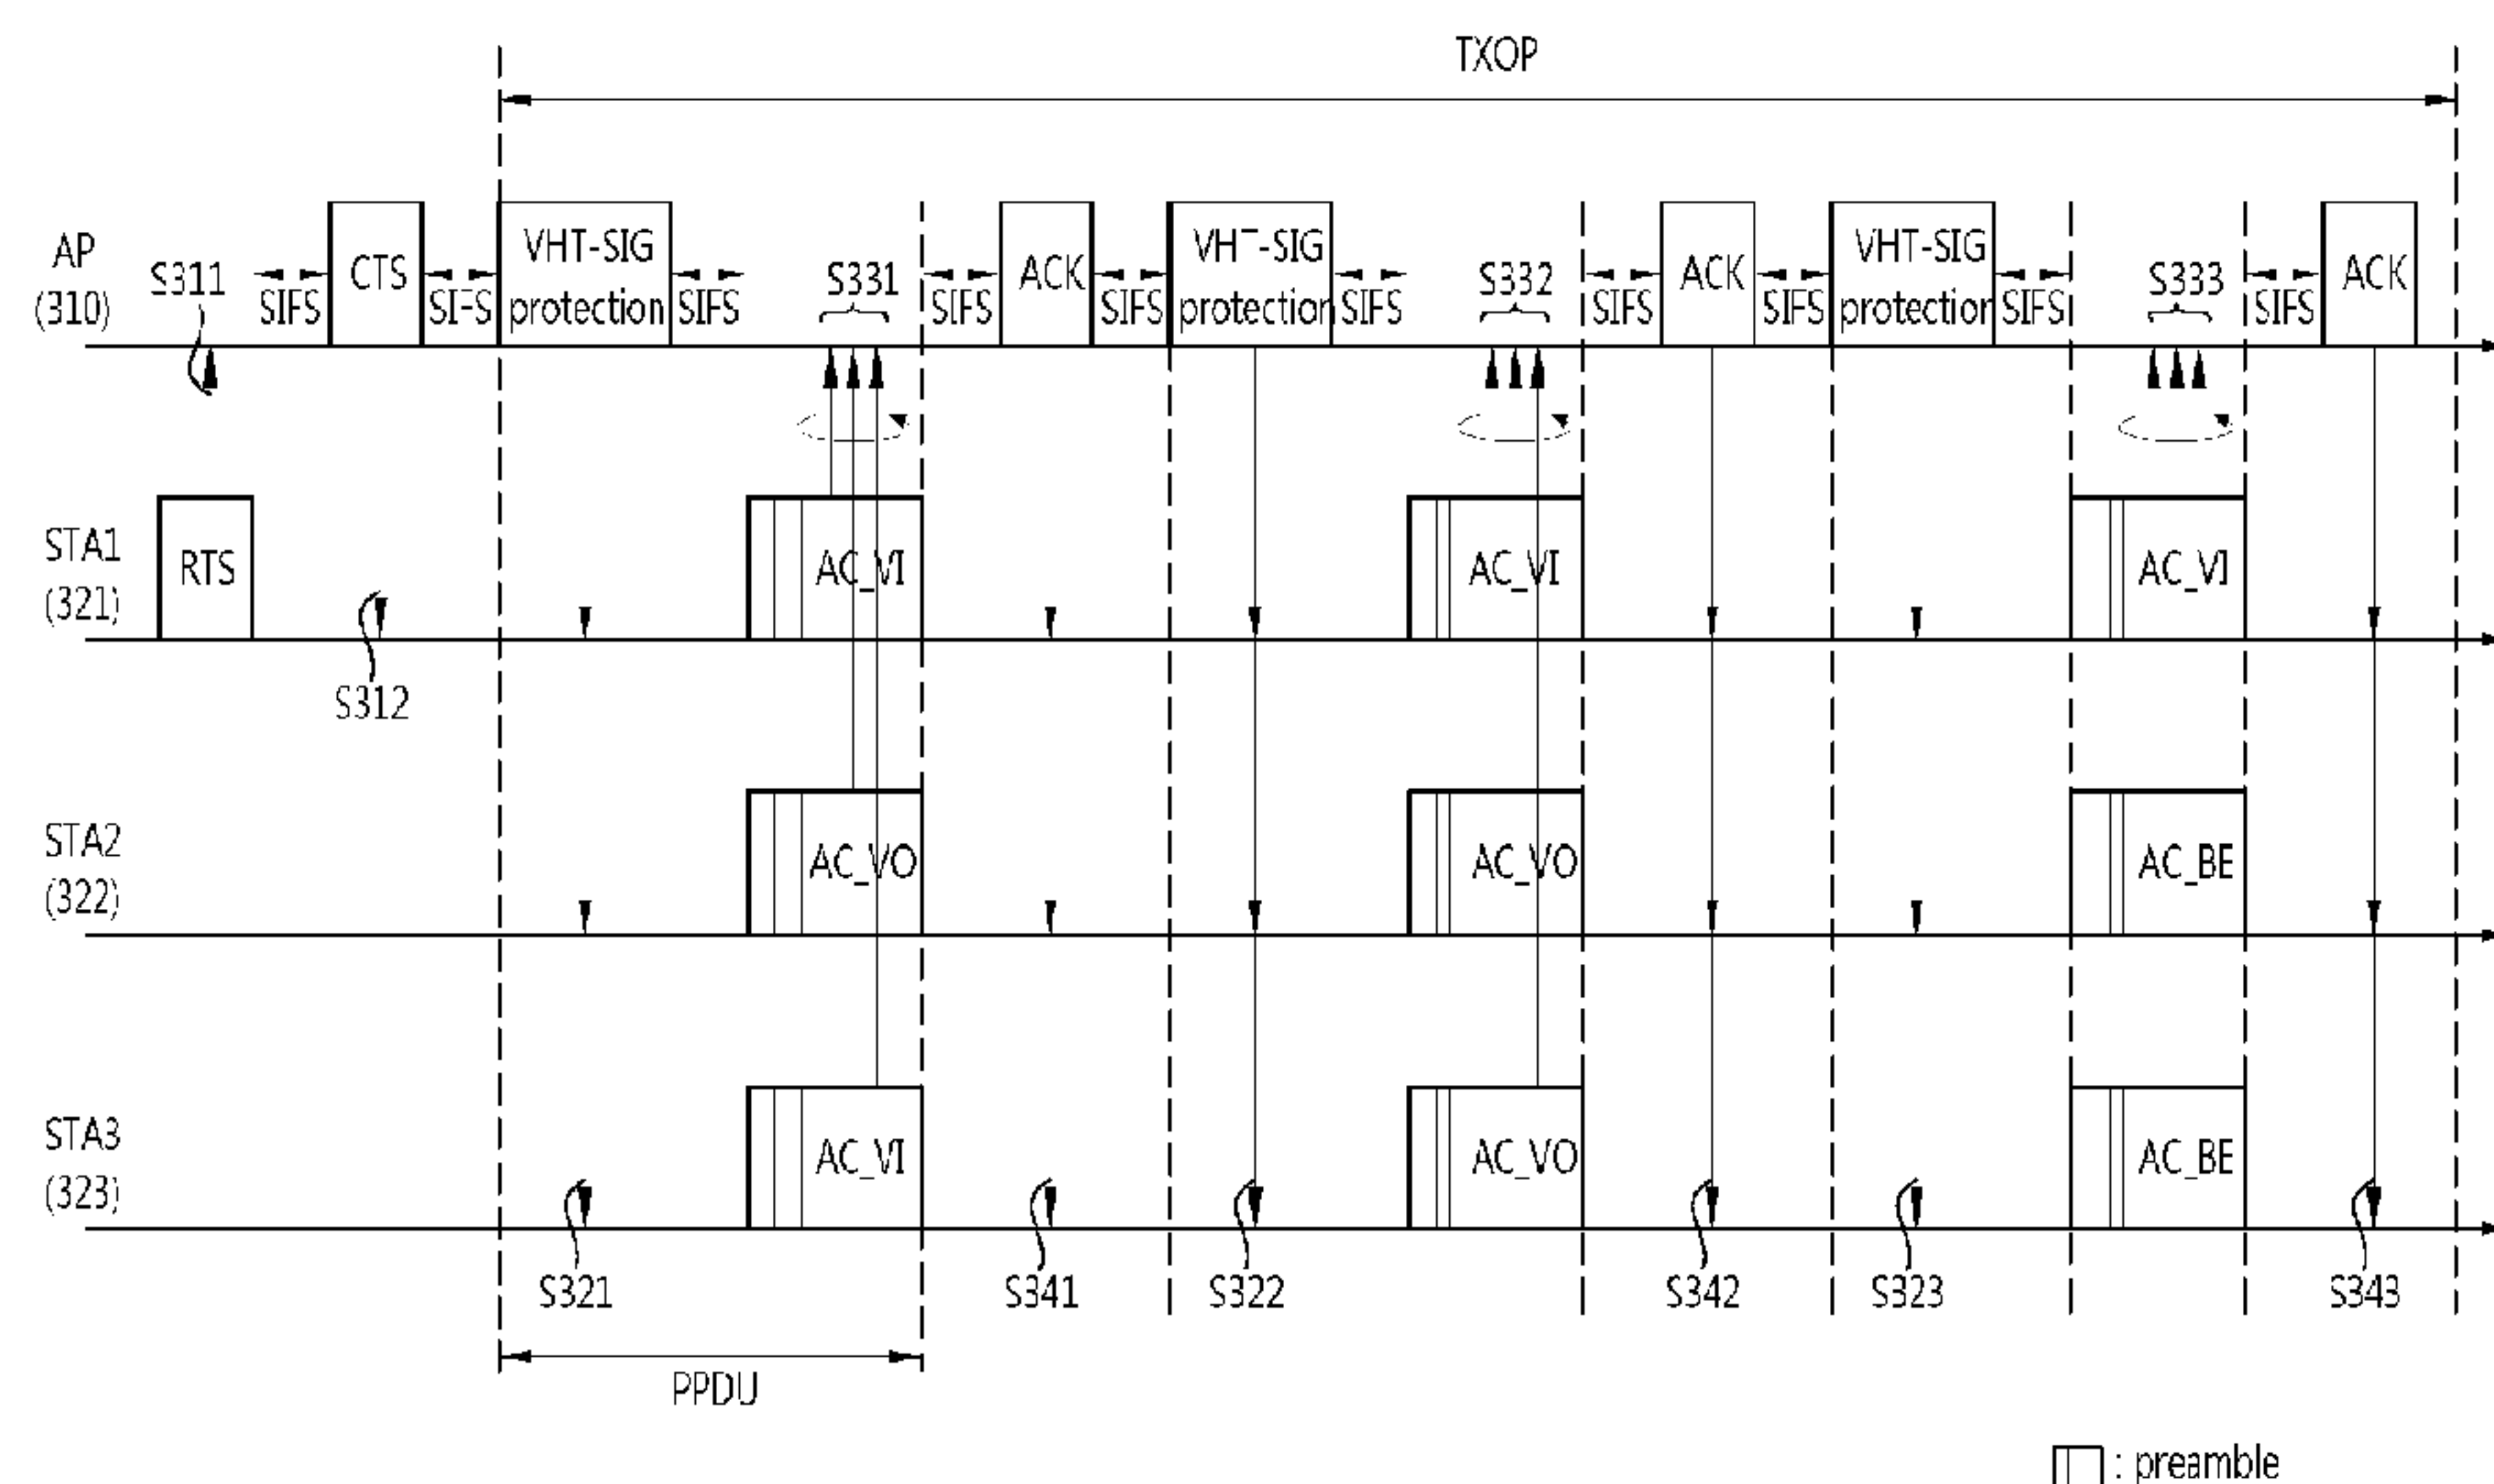 TXOP
AP
(310)
S311
SIFS
CTS
SIFS
VHT-SIG
protection
SIFS
S331
SIFS
ACK
SIFS
VHT-SIG
protection
SIFS
S332
SIFS
ACK
SIFS
VHT-SIG
protection
SIFS
S333
SIFS
ACK
STA1
(321)
RTS
AC_VI
AC_VI
AC_VI
S312
STA2
(322)
AC_VO
AC_VO
AC_BE
STA3
(323)
AC_VI
AC_VO
AC_BE
S321
S341
S322
S342
S323
S343
PPDU
: preamble